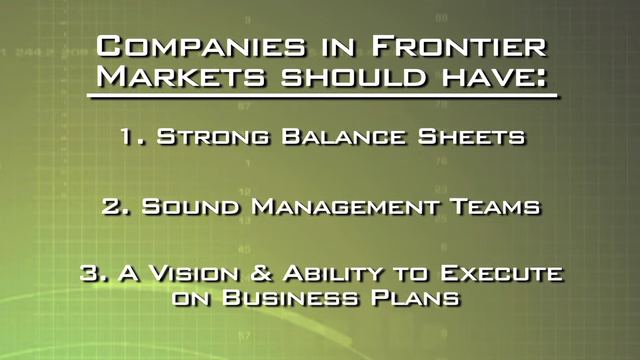 Companies in Frontier
Markets should have:
1. Strong Balance Sheets
2. Sound Management Teams
3. A Vision & Ability to Execute
on Business Plans